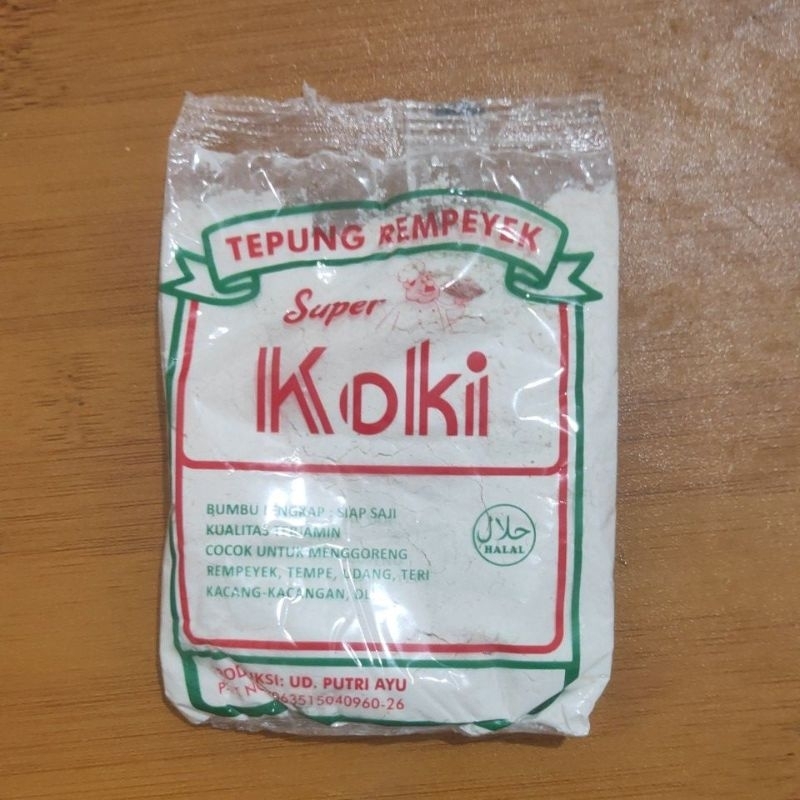 TEPUNG REMPEYEK
Super
Koki
BUMBU LENGKAP : SIAP SAJI
KUALITAS TERJAMIN
COCOK UNTUK MENGGORENG
REMPEYEK, TEMPE, UDANG, TERI
KACANG-KACANGAN,
حلال
HALAL
UD. PUTRI AYU